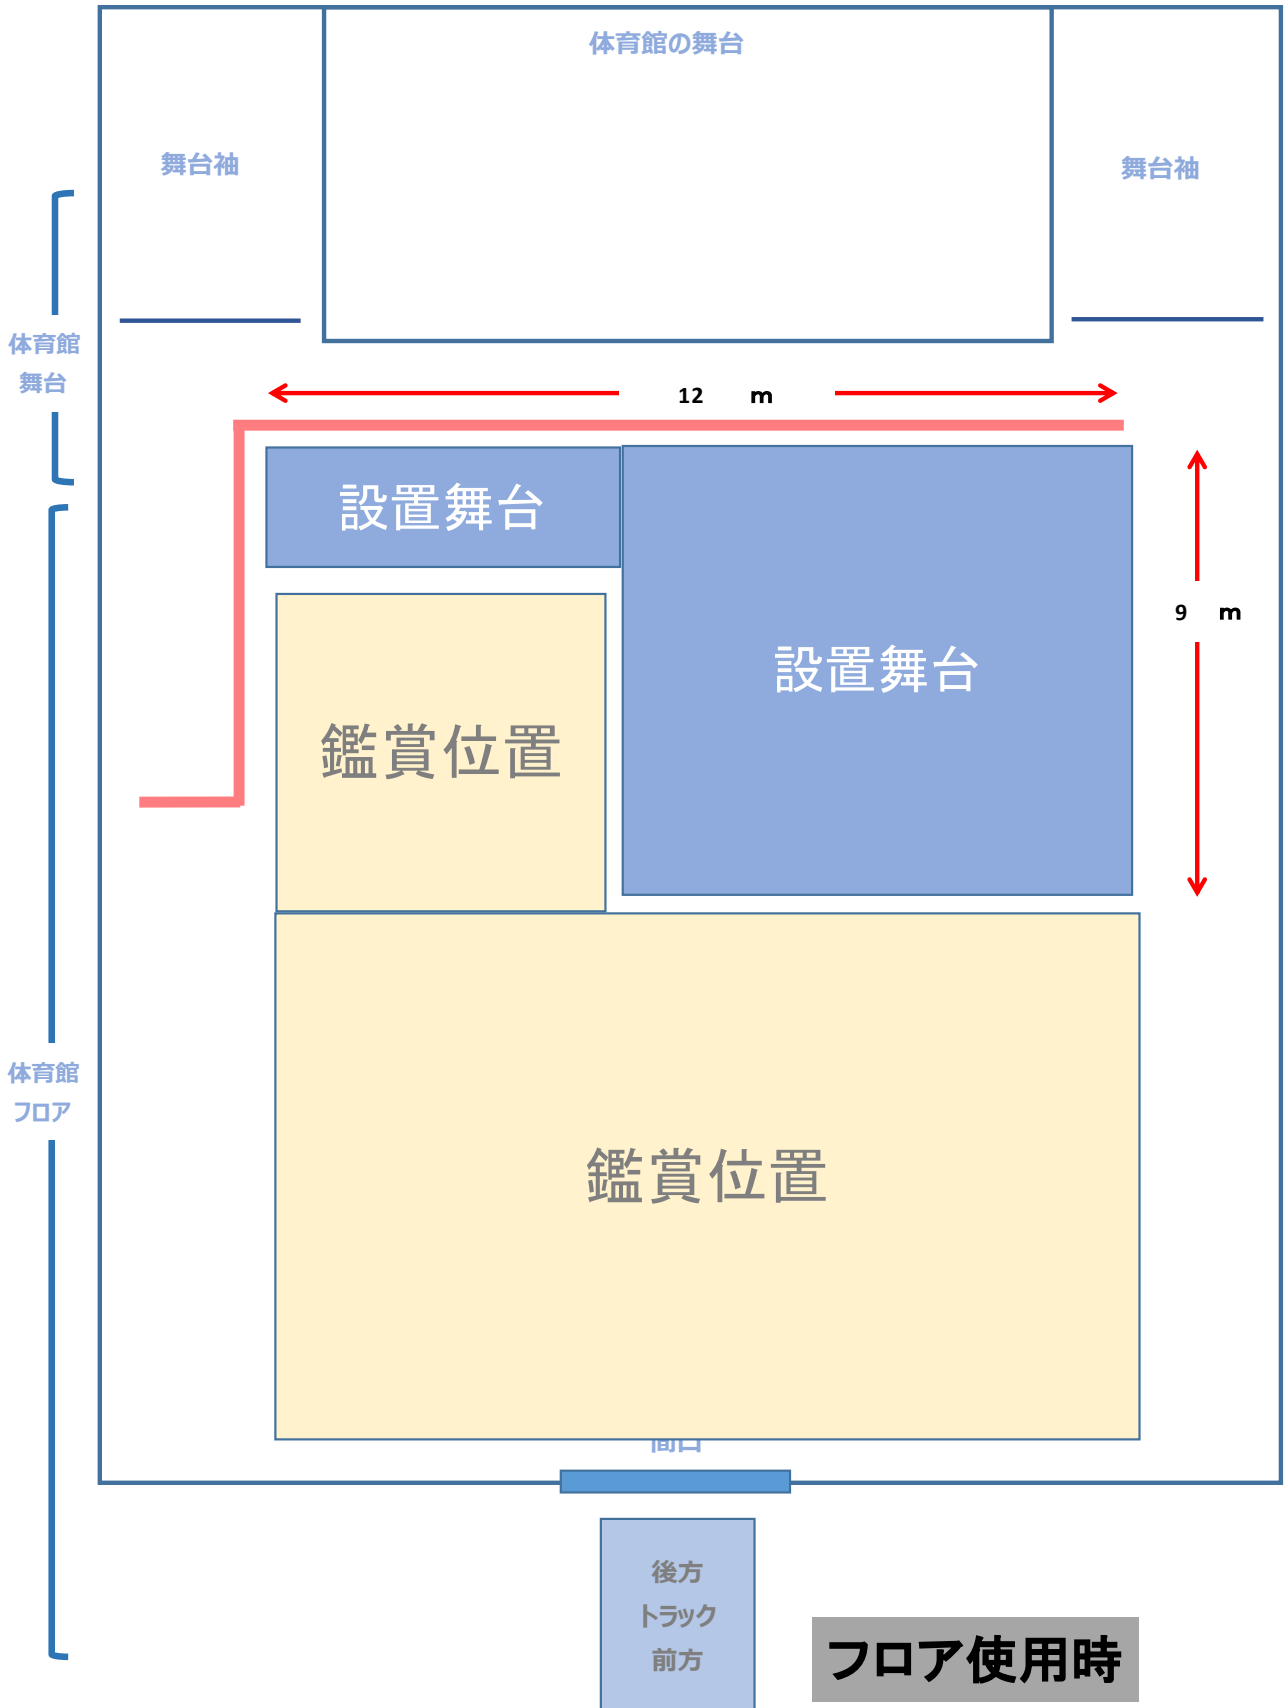 体育館の舞台
舞台袖
舞台袖
体育館
舞台
12 m
設置舞台
設置舞台
9 m
鑑賞位置
体育館
フロア
鑑賞位置
後方
トラック
前方
フロア使用時